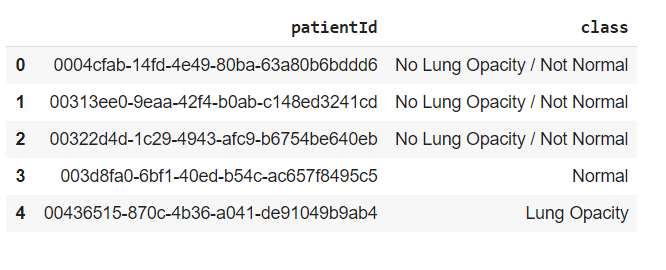 patientId class
0 0004cfab-14fd-4e49-80ba-63a80b6bddd6 No Lung Opacity / Not Normal
1 00313ee0-9eaa-42f4-b0ab-c148ed3241cd No Lung Opacity / Not Normal
2 00322d4d-1c29-4943-afc9-b6754be640eb No Lung Opacity / Not Normal
3 003d8fa0-6bf1-40ed-b54c-ac657f8495c5 Normal
4 00436515-870c-4b36-a041-de91049b9ab4 Lung Opacity